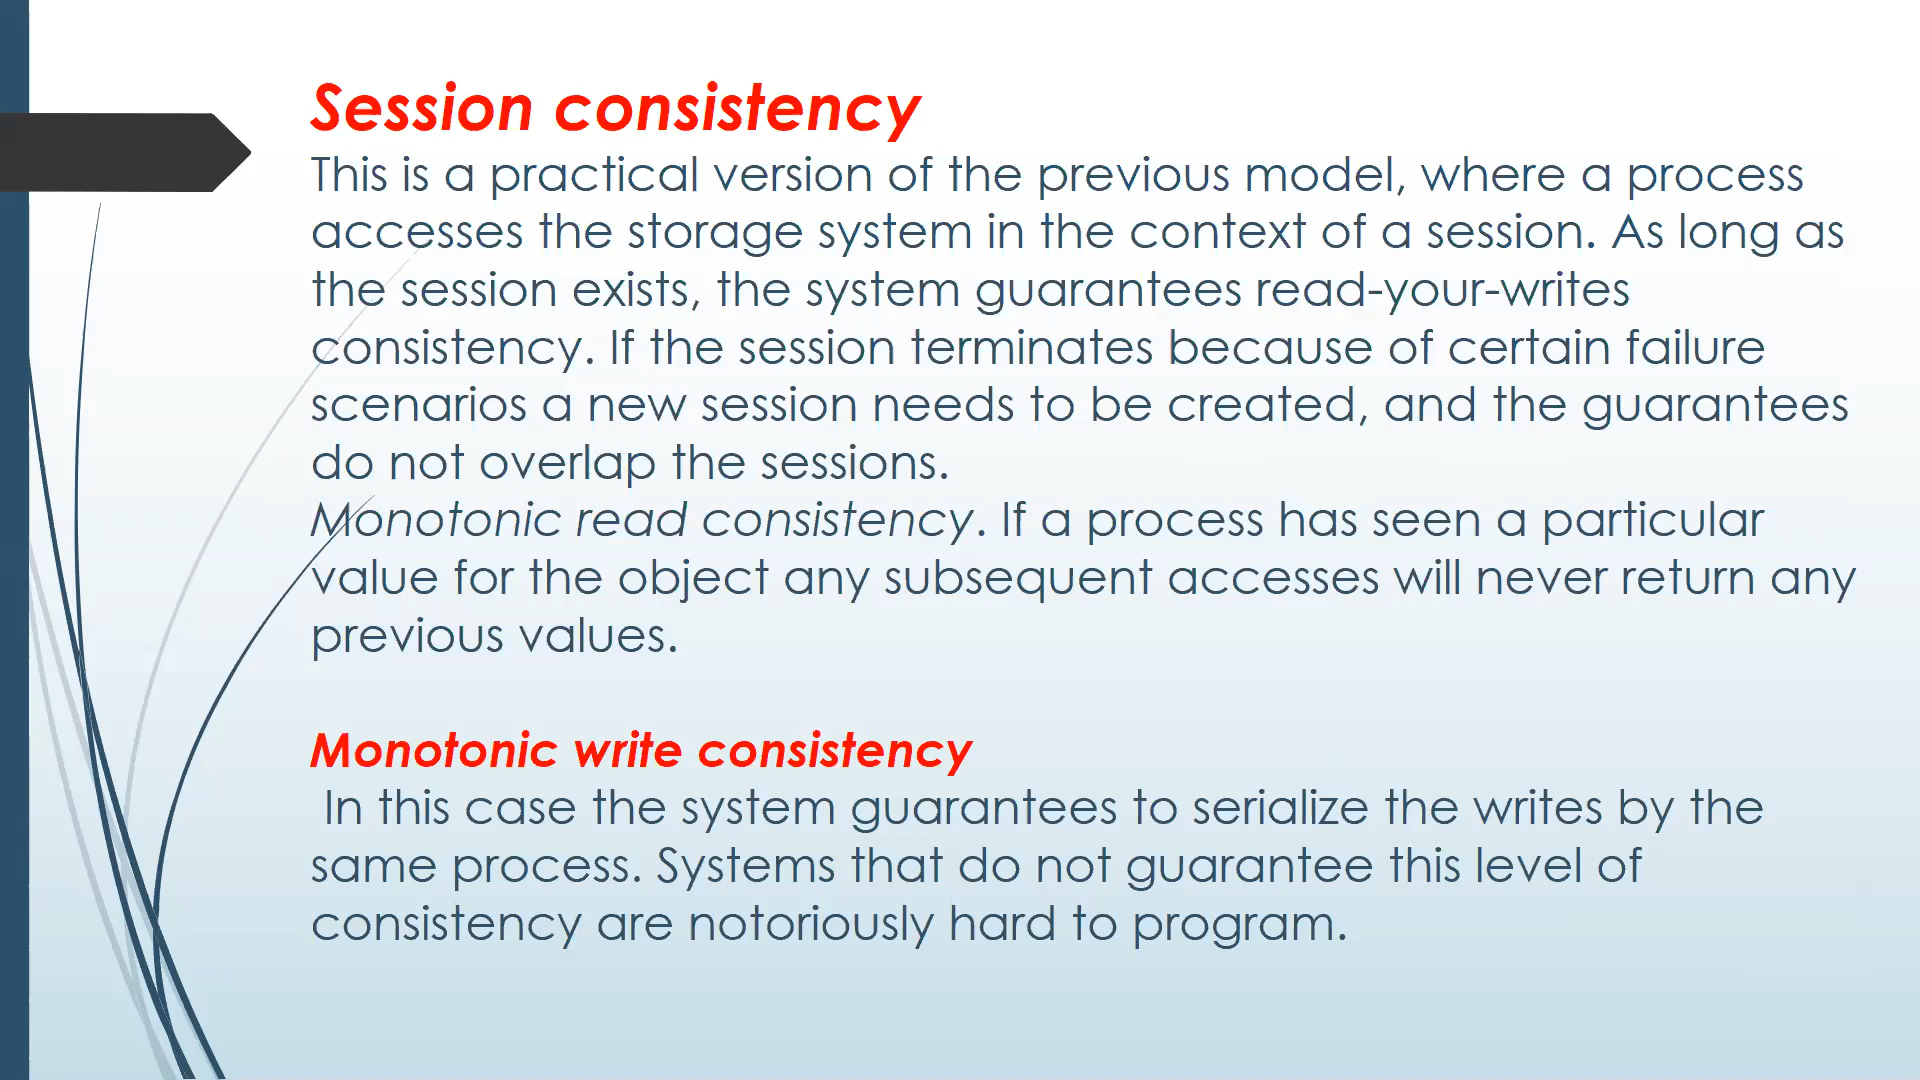 Session consistency
This is a practical version of the previous model, where a process
accesses the storage system in the context of a session. As long as
the session exists, the system guarantees read-your-writes
consistency. If the session terminates because of certain failure
scenarios a new session needs to be created, and the guarantees
do not overlap the sessions.
Monotonic read consistency. If a process has seen a particular
value for the object any subsequent accesses will never return any
previous values.
Monotonic write consistency
In this case the system guarantees to serialize the writes by the
same process. Systems that do not guarantee this level of
consistency are notoriously hard to program.